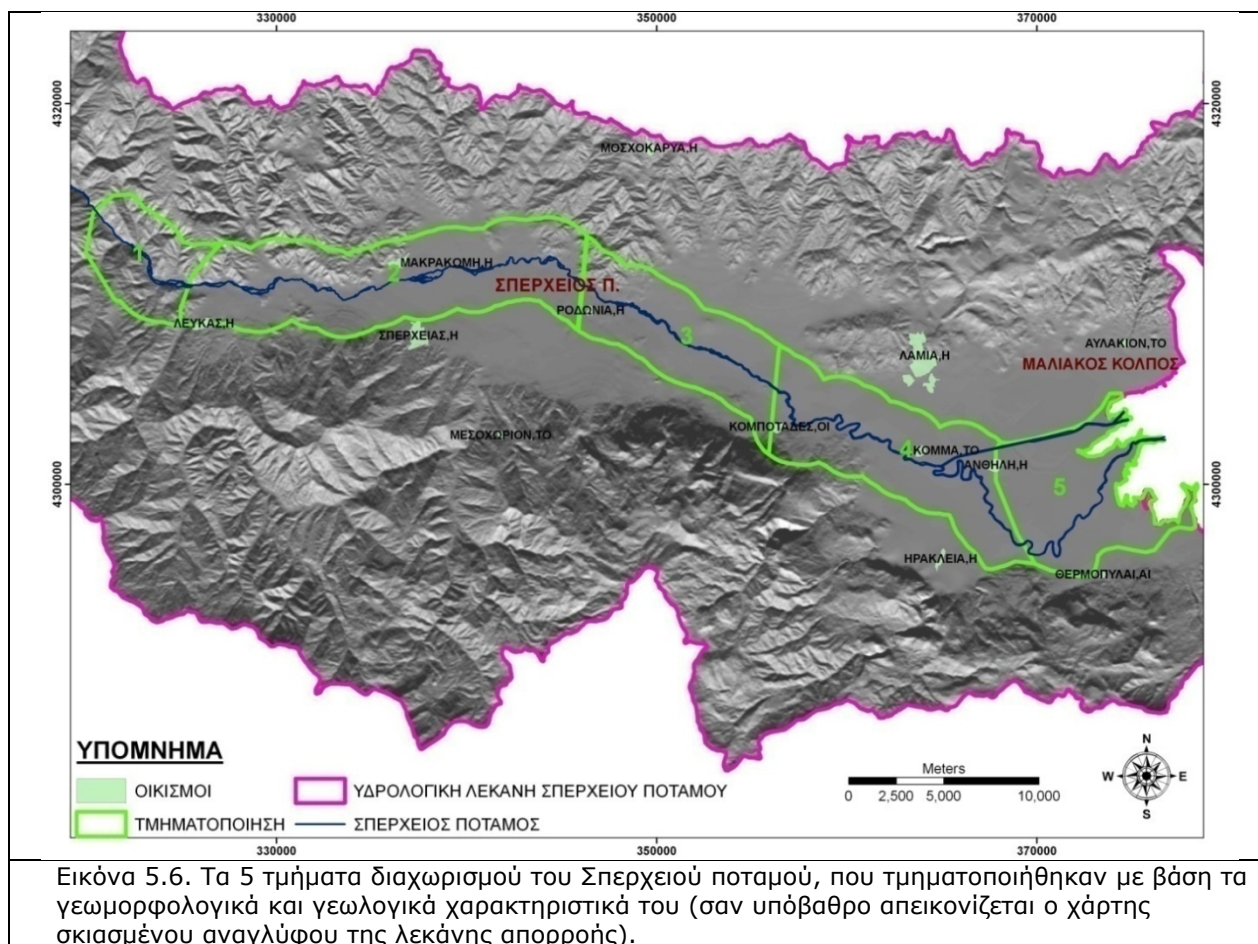 330000 350000 370000
4320000 4320000
ΜΟΣΧΟΚΑΡΥΑ,Η
1
2 ΜΑΚΡΑΚΩΜΗ,Η
ΣΠΕΡΧΕΙΟΣ Π.
ΡΟΔΩΝΙΑ,Η
ΛΕΥΚΑΣ,Η
ΣΠΕΡΧΕΙΑΣ,Η
3
ΑΥΛΑΚΙΟΝ,ΤΟ
ΛΑΜΙΑ,Η
ΜΑΛΙΑΚΟΣ ΚΟΛΠΟΣ
ΚΟΜΠΟΤΑΔΕΣ,ΟΙ
ΜΕΣΟΧΩΡΙΟΝ,ΤΟ
4 ΚΟΜΜΑ,ΤΟ
ΑΝΘΗΛΗ,Η
5
4300000 4300000
ΗΡΑΚΛΕΙΑ,Η
ΘΕΡΜΟΠΥΛΑΙ,ΑΙ
ΥΠΟΜΝΗΜΑ
ΟΙΚΙΣΜΟΙ
ΥΔΡΟΛΟΓΙΚΗ ΛΕΚΑΝΗ ΣΠΕΡΧΕΙΟΥ ΠΟΤΑΜΟΥ
ΤΜΗΜΑΤΟΠΟΙΗΣΗ
ΣΠΕΡΧΕΙΟΣ ΠΟΤΑΜΟΣ
Meters
0 2,500 5,000 10,000
N
W E
S
330000 350000 370000
Εικόνα 5.6. Τα 5 τμήματα διαχωρισμού του Σπερχειού ποταμού, που τμηματοποιήθηκαν με βάση τα
γεωμορφολογικά και γεωλογικά χαρακτηριστικά του (σαν υπόβαθρο απεικονίζεται ο χάρτης
σκιασμένου αναγλύφου της λεκάνης απορροής).